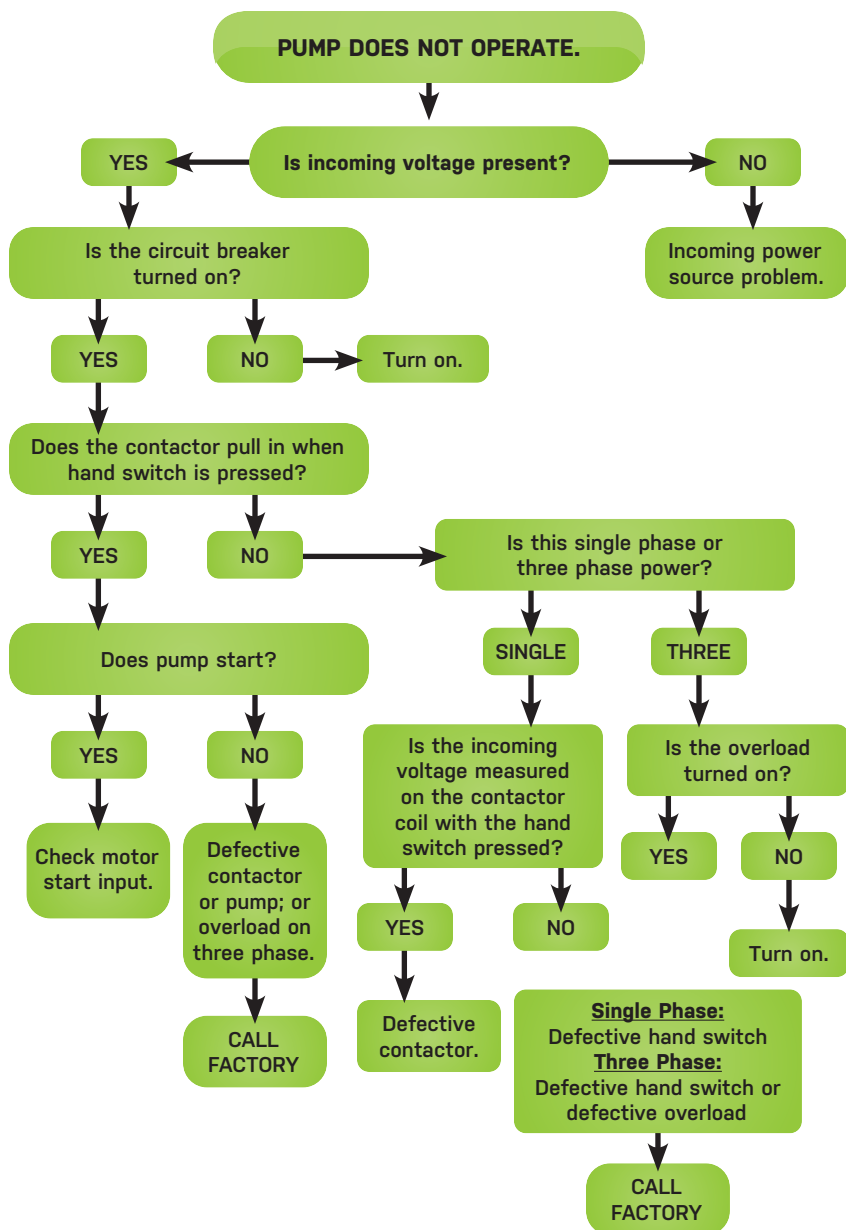 PUMP DOES NOT OPERATE.
YES
Is incoming voltage present?
NO
Is the circuit breaker
turned on?
Incoming power
source problem.
YES
NO
Turn on.
Does the contactor pull in when
hand switch is pressed?
YES
NO
Is this single phase or
three phase power?
Does pump start?
SINGLE
THREE
YES
NO
Is the incoming
voltage measured
on the contactor
coil with the hand
switch pressed?
Is the overload
turned on?
Check motor
start input.
Defective
contactor
or pump; or
overload on
three phase.
YES
NO
YES
NO
Turn on.
CALL
FACTORY
Defective
contactor.
Single Phase:
Defective hand switch
Three Phase:
Defective hand switch or
defective overload
CALL
FACTORY